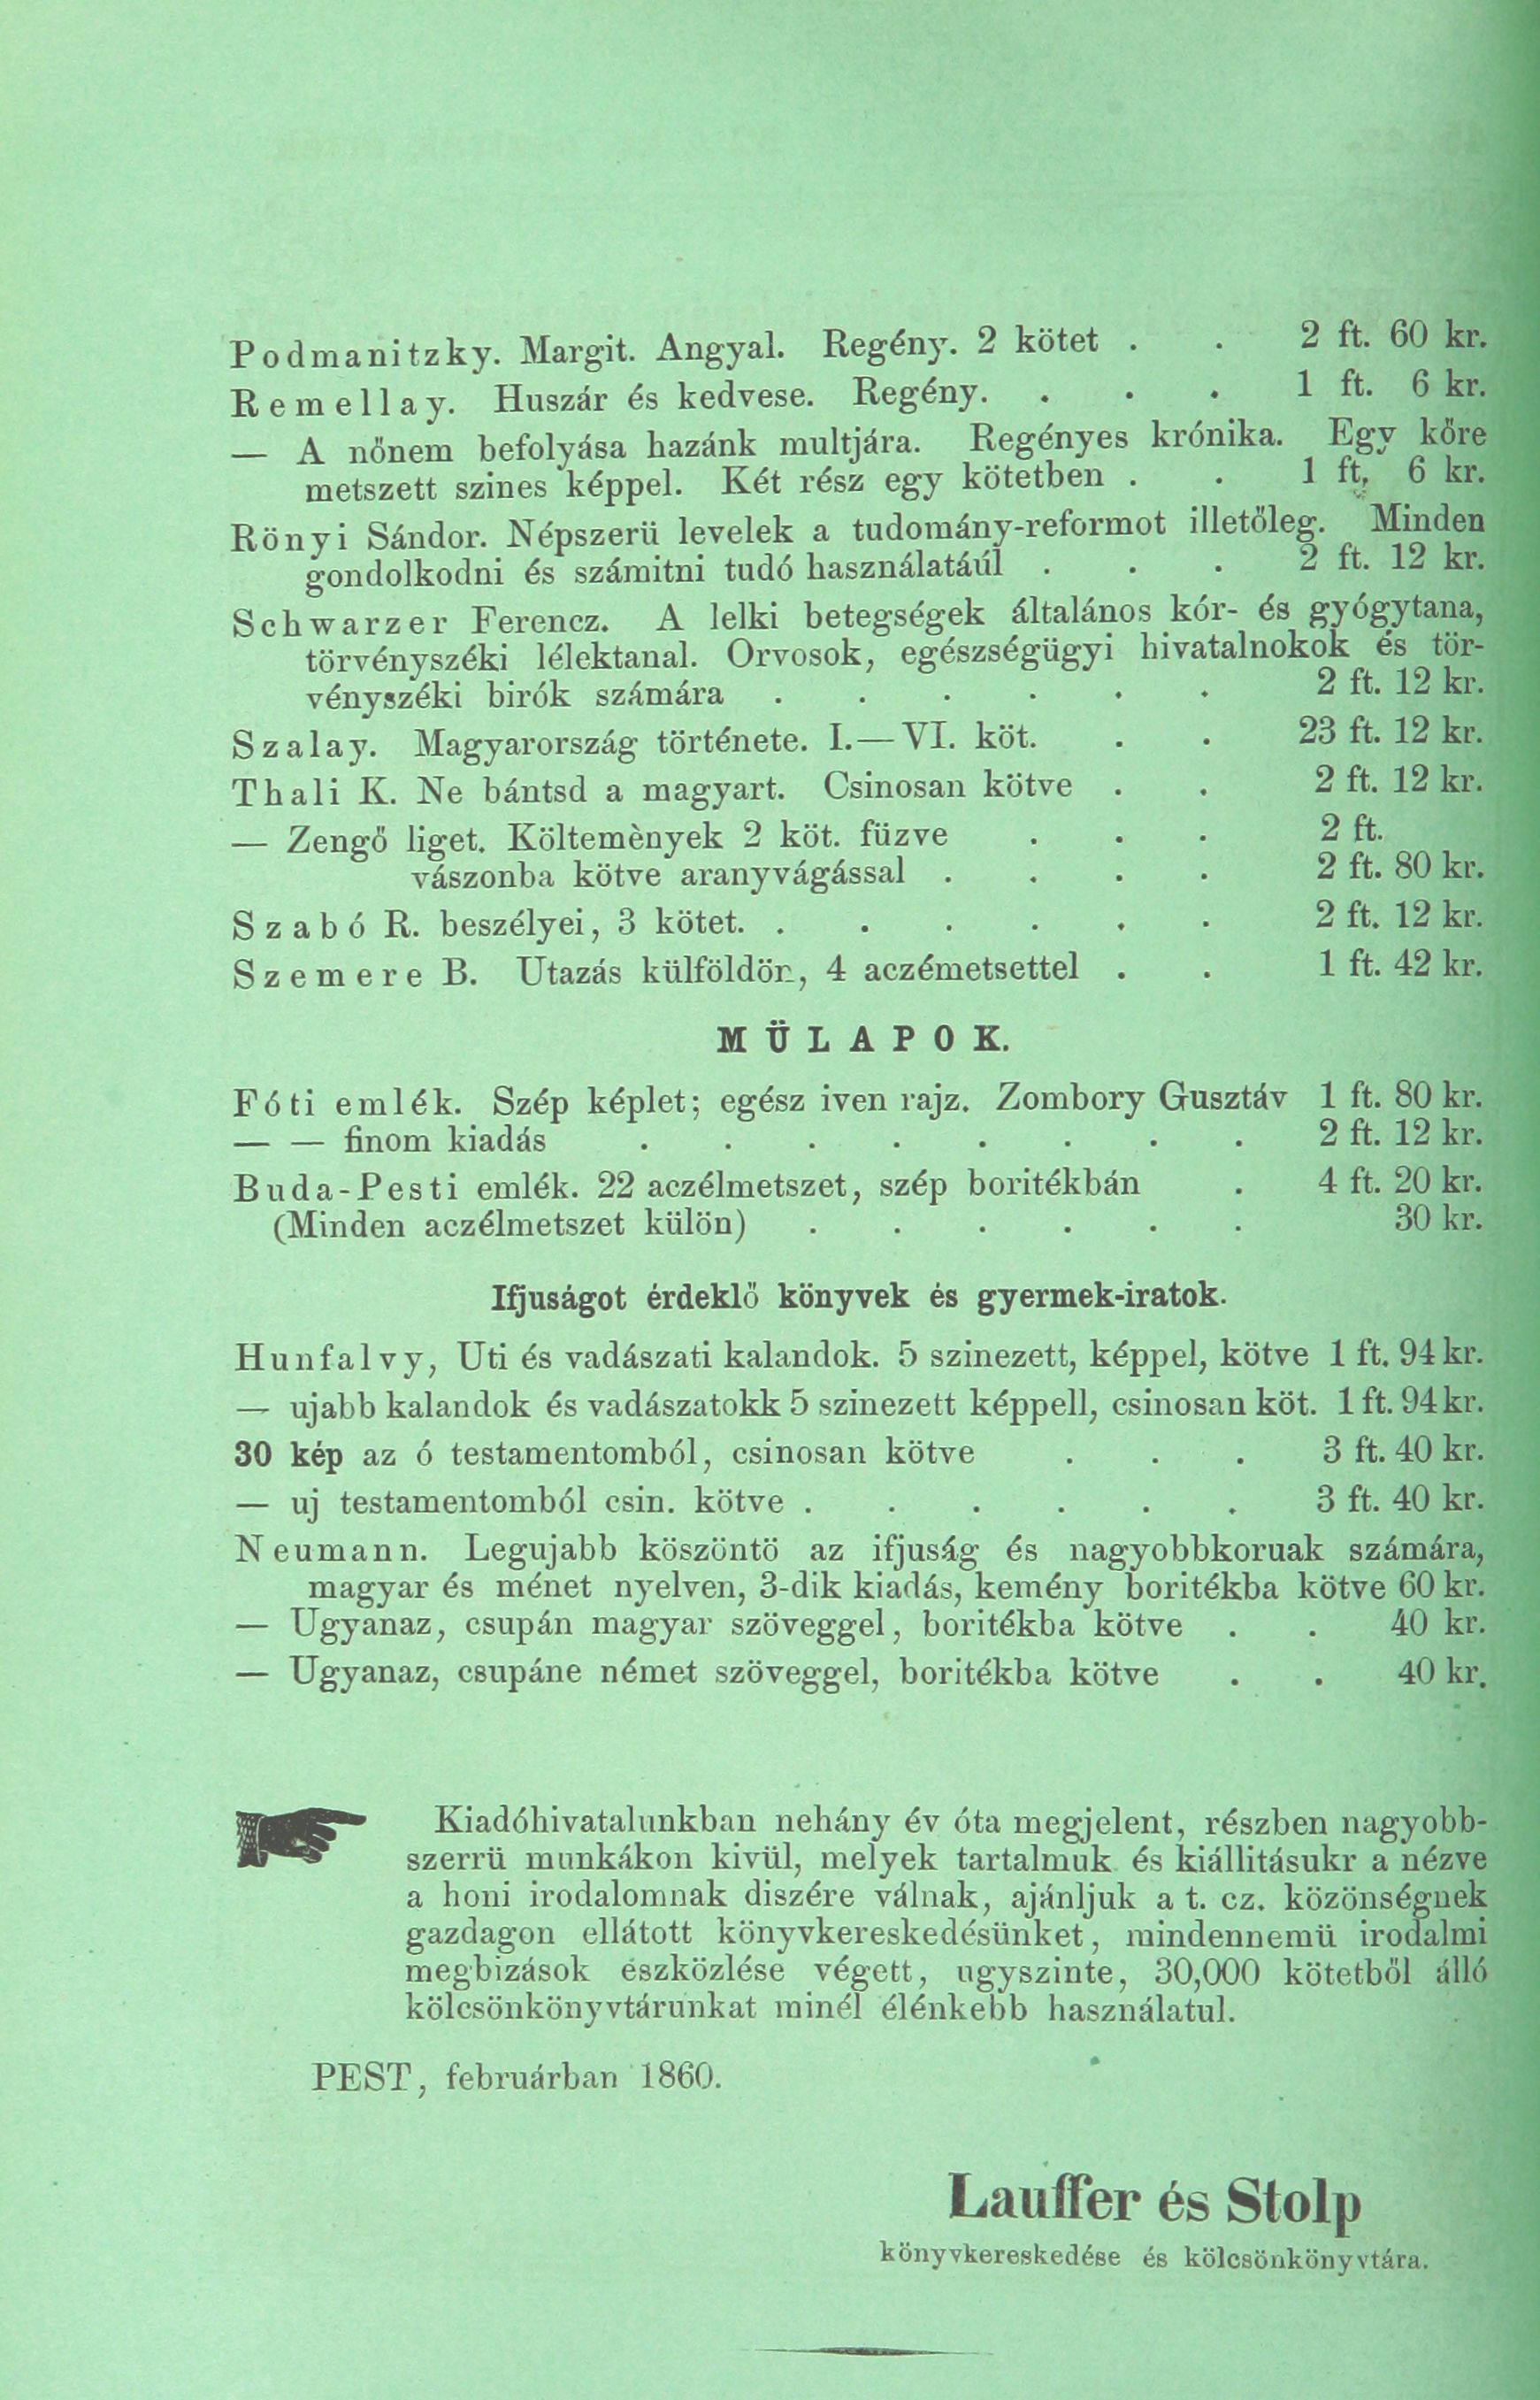 Podmanitzky. Margit. Angyal. Regény. 2 kötet . . 2 ft. 60 kr.
Remellay. Huszár és kedvese. Regény. . . . 1 ft. 6 kr.
— A nőnem befolyása hazánk multjára. Regényes krónika. Egy kőre
metszett szines képpel. Két rész egy kötetben . . 1 ft. 6 kr.
Rönyi Sándor. Népszerü levelek a tudomány-reformot illetőleg. Minden
gondolkodni és számitni tudó használatáúl . . . 2 ft. 12 kr.
Schwarzer Ferencz. A lelki betegségek általános kór- és gyógytana,
törvényszéki lélektanal. Orvosok, egészségügyi hivatalnokok és tör-
vényszéki birók számára . . . . . . 2 ft. 12 kr.
Szalay. Magyarország története. I.—VI. köt. . . 23 ft. 12 kr.
Thali K. Ne bántsd a magyart. Csinosan kötve . . 2 ft. 12 kr.
— Zengő liget. Költemènyek 2 köt. füzve . . . 2 ft.
vászonba kötve aranyvágással . . . . 2 ft. 80 kr.
Szabó R. beszélyei, 3 kötet. . . . . . . 2 ft. 12 kr.
Szemere B. Utazás külföldön, 4 aczémetsettel . . 1 ft. 42 kr.
MÜLAPOK.
Fóti emlék. Szép képlet; egész iven rajz. Zombory Gusztáv 1 ft. 80 kr.
— — finom kiadás . . . . . . . . 2 ft. 12 kr.
Buda-Pesti emlék. 22 aczélmetszet, szép boritékbán . 4 ft. 20 kr.
(Minden aczélmetszet külön) . . . . . . 30 kr.
Ifjuságot érdeklő könyvek és gyermek-iratok.
Hunfalvy, Uti és vadászati kalandok. 5 szinezett, képpel, kötve 1 ft. 94 kr.
— ujabb kalandok és vadászatokk 5 szinezett képpell, csinosan köt. 1 ft. 94 kr.
30 kép az ó testamentomból, csinosan kötve . . . 3 ft. 40 kr.
— uj testamentomból csin. kötve . . . . . . 3 ft. 40 kr.
Neumann. Legujabb köszöntö az ifjuság és nagyobbkoruak számára,
magyar és ménet nyelven, 3-dik kiadás, kemény boritékba kötve 60 kr.
— Ugyanaz, csupán magyar szöveggel, boritékba kötve . . 40 kr.
— Ugyanaz, csupáne német szöveggel, boritékba kötve . . 40 kr.
Kiadóhivatalunkban nehány év óta megjelent, részben nagyobb-
szerrü munkákon kivül, melyek tartalmuk és kiállitásukr a nézve
a honi irodalomnak diszére válnak, ajánljuk a t. cz. közönségnek
gazdagon ellátott könyvkereskedésünket, mindennemü irodalmi
megbizások eszközlése végett, ugyszinte, 30,000 kötetből álló
kölcsönkönyvtárunkat minél élénkebb használatul.
PEST, februárban 1860.
Lauffer és Stolp
könyvkereskedése és kölcsönkönyvtára.